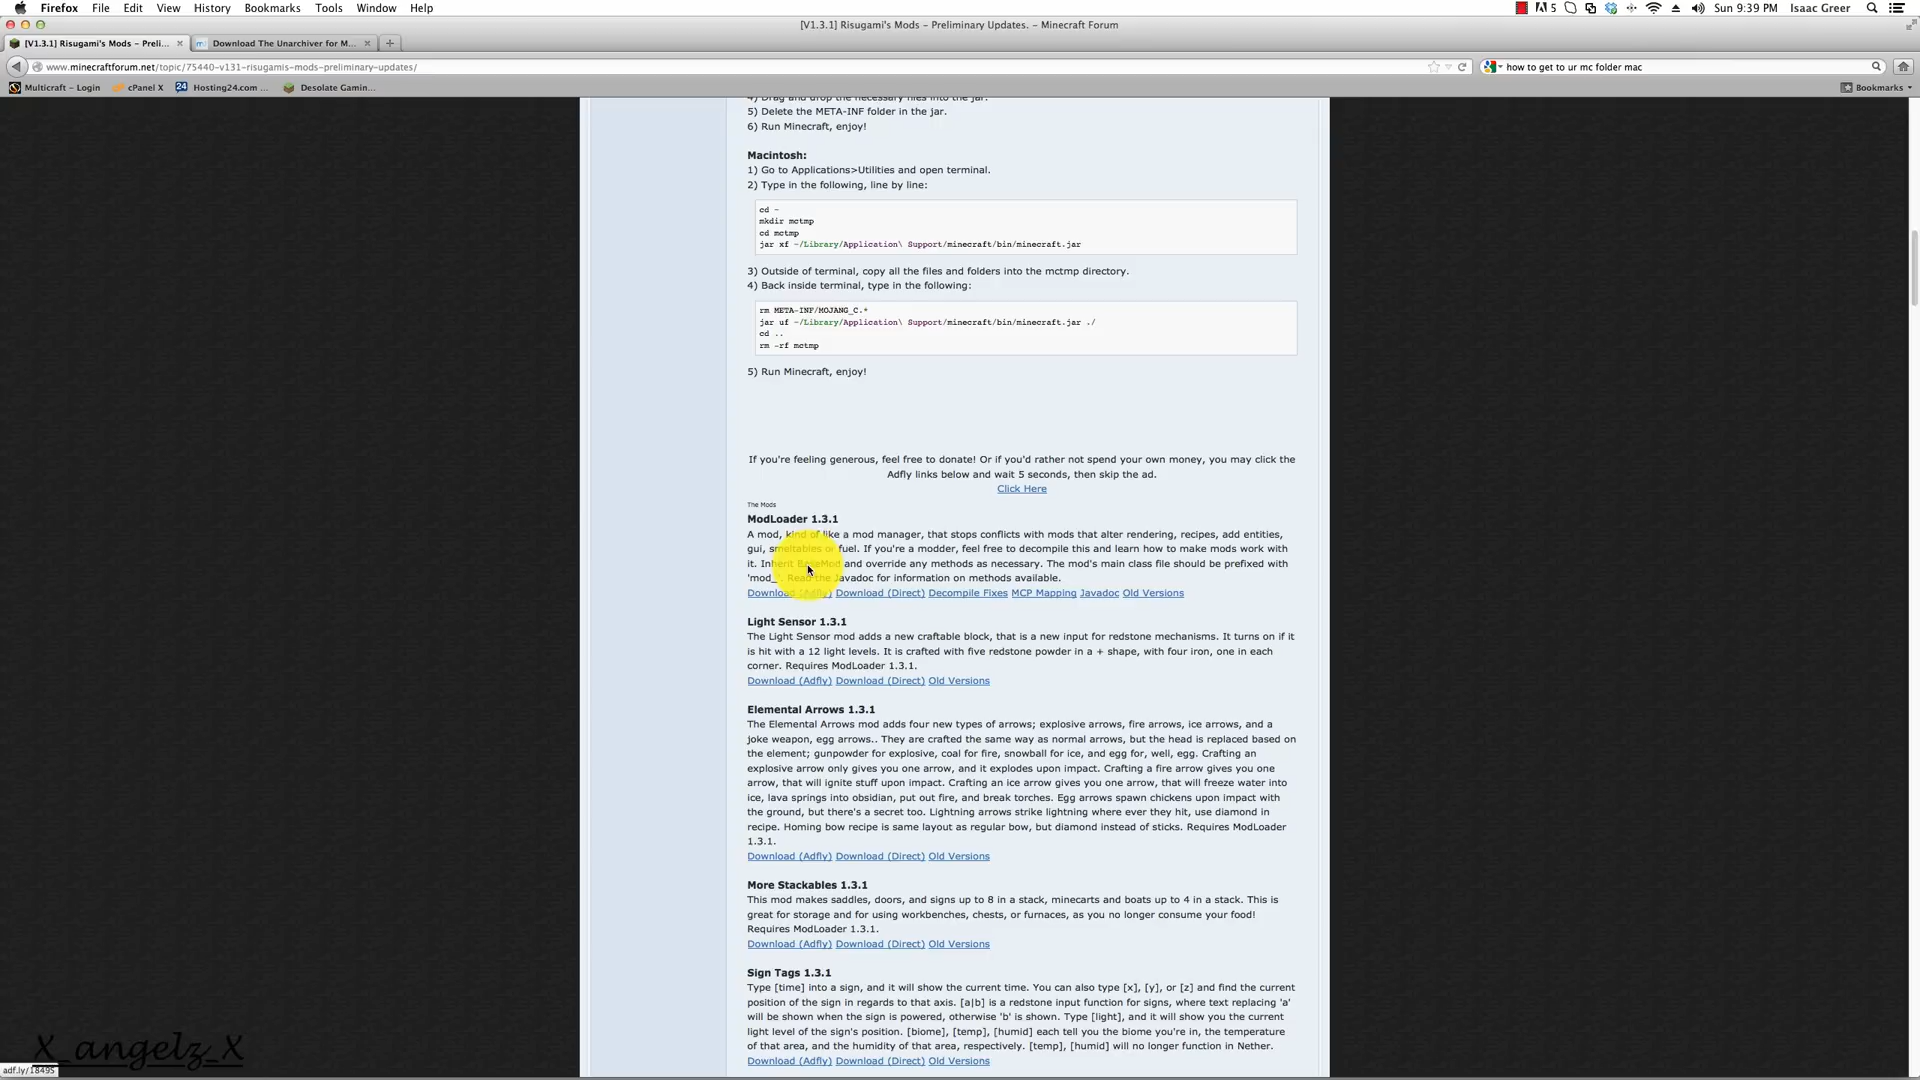 Firefox File Edit View History Bookmarks Tools Window Help
5 Sun 9:39 PM Isaac Greer
[V1.3.1] Risugami's Mods – Preliminary Updates. – Minecraft Forum
[V1.3.1] Risugami's Mods – Preli... × Download The Unarchiver for M... × +
www.minecraftforum.net/topic/75440-v131-risugamis-mods-preliminary-updates/ how to get to ur mc folder mac
Multicraft – Login cPanel X 24 Hosting24.com ... Desolate Gamin... Bookmarks
4) Drag and drop the necessary files into the jar.
5) Delete the META-INF folder in the jar.
6) Run Minecraft, enjoy!
Macintosh:
1) Go to Applications>Utilities and open terminal.
2) Type in the following, line by line:
cd ~
mkdir mctmp
cd mctmp
jar xf ~/Library/Application\ Support/minecraft/bin/minecraft.jar
3) Outside of terminal, copy all the files and folders into the mctmp directory.
4) Back inside terminal, type in the following:
rm META-INF/MOJANG_C.*
jar uf ~/Library/Application\ Support/minecraft/bin/minecraft.jar ./
cd ..
rm -rf mctmp
5) Run Minecraft, enjoy!
If you're feeling generous, feel free to donate! Or if you'd rather not spend your own money, you may click the
Adfly links below and wait 5 seconds, then skip the ad.
Click Here
The Mods
ModLoader 1.3.1
A mod, kind of like a mod manager, that stops conflicts with mods that alter rendering, recipes, add entities,
gui, smeltables or fuel. If you're a modder, feel free to decompile this and learn how to make mods work with
it. Inherit BaseMod and override any methods as necessary. The mod's main class file should be prefixed with
'mod_'. Read the Javadoc for information on methods available.
Download (Adfly) Download (Direct) Decompile Fixes MCP Mapping Javadoc Old Versions
Light Sensor 1.3.1
The Light Sensor mod adds a new craftable block, that is a new input for redstone mechanisms. It turns on if it
is hit with a 12 light levels. It is crafted with five redstone powder in a + shape, with four iron, one in each
corner. Requires ModLoader 1.3.1.
Download (Adfly) Download (Direct) Old Versions
Elemental Arrows 1.3.1
The Elemental Arrows mod adds four new types of arrows; explosive arrows, fire arrows, ice arrows, and a
joke weapon, egg arrows.. They are crafted the same way as normal arrows, but the head is replaced based on
the element; gunpowder for explosive, coal for fire, snowball for ice, and egg for, well, egg. Crafting an
explosive arrow only gives you one arrow, and it explodes upon impact. Crafting a fire arrow gives you one
arrow, that will ignite stuff upon impact. Crafting an ice arrow gives you one arrow, that will freeze water into
ice, lava springs into obsidian, put out fire, and break torches. Egg arrows spawn chickens upon impact with
the ground, but there's a secret too. Lightning arrows strike lightning where ever they hit, use diamond in
recipe. Homing bow recipe is same layout as regular bow, but diamond instead of sticks. Requires ModLoader
1.3.1.
Download (Adfly) Download (Direct) Old Versions
More Stackables 1.3.1
This mod makes saddles, doors, and signs up to 8 in a stack, minecarts and boats up to 4 in a stack. This is
great for storage and for using workbenches, chests, or furnaces, as you no longer consume your food!
Requires ModLoader 1.3.1.
Download (Adfly) Download (Direct) Old Versions
Sign Tags 1.3.1
Type [time] into a sign, and it will show the current time. You can also type [x], [y], or [z] and find the current
position of the sign in regards to that axis. [a|b] is a redstone input function for signs, where text replacing 'a'
will be shown when the sign is powered, otherwise 'b' is shown. Type [light], and it will show you the current
light level of the sign's position. [biome], [temp], [humid] each tell you the biome you're in, the temperature
of that area, and the humidity of that area, respectively. [temp], [humid] will no longer function in Nether.
Download (Adfly) Download (Direct) Old Versions
X_angelz_X
adf.ly/1849S